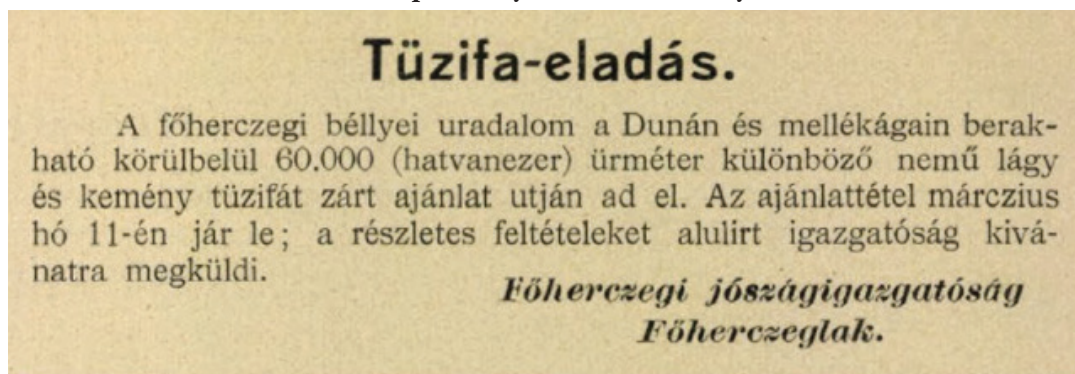 Tüzifa-eladás.
A főherczegi béllyei uradalom a Dunán és mellékágain berak-
ható körülbelül 60.000 (hatvanezer) ürméter különböző nemű lágy
és kemény tüzifát zárt ajánlat utján ad el. Az ajánlattétel márczius
hó 11-én jár le; a részletes feltételeket alulirt igazgatóság kivá-
natra megküldi.
Főherczegi jószágigazgatóság
Főherczeglak.